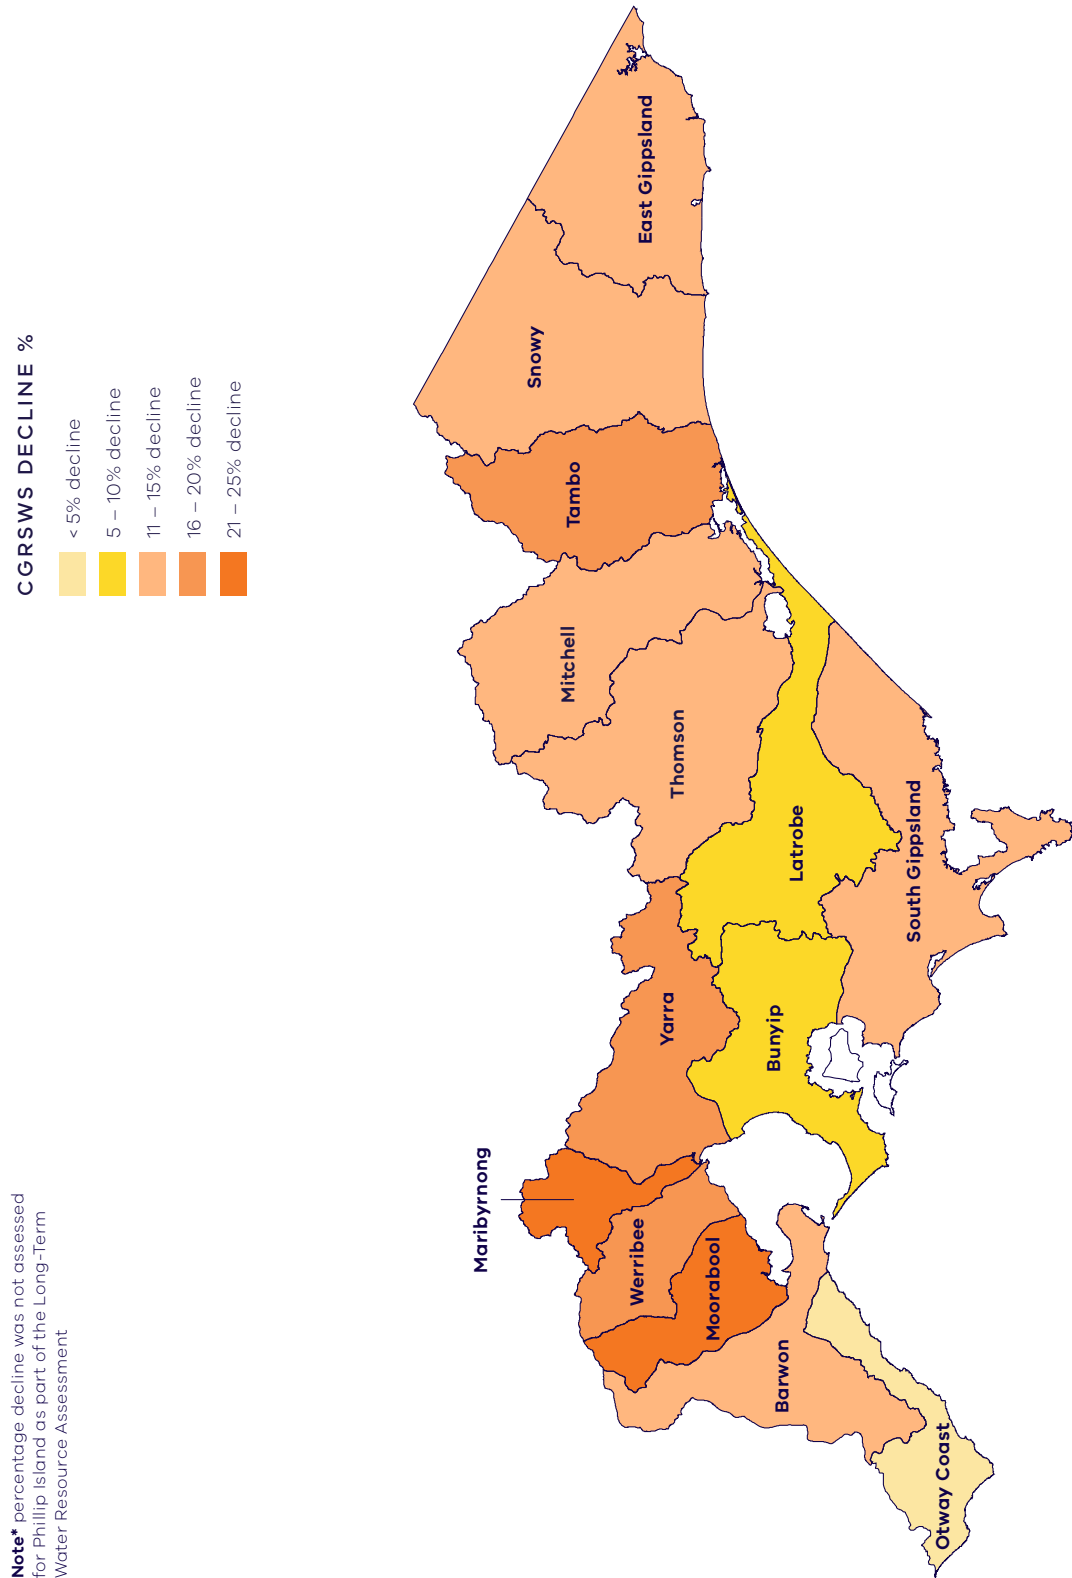 CGRSWS DECLINE %
< 5% decline
5 – 10% decline
11 – 15% decline
16 – 20% decline
21 – 25% decline
Maribyrnong
Werribee
Moorabool
Barwon
Otway Coast
Yarra
Bunyip
Mitchell
Thomson
Latrobe
South Gippsland
Tambo
Snowy
East Gippsland
Note* percentage decline was not assessed
for Phillip Island as part of the Long-Term
Water Resource Assessment